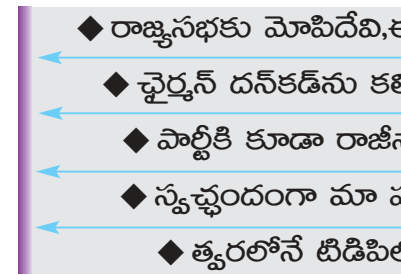 ◆ రాజ్యసభకు మోపిదేవి,
◆ ఛైర్మన్ దన్‌కడ్‌ను
◆ పార్టీకి కూడా
◆ స్వచ్ఛందంగా మా
◆ త్వరలోనే